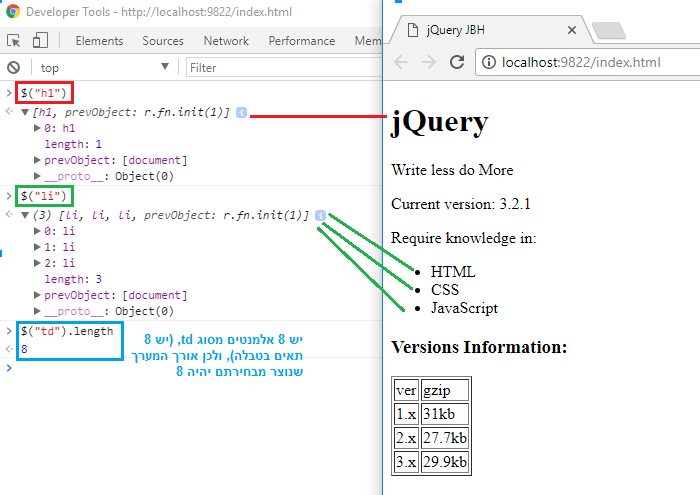 Developer Tools - http://localhost:9822/index.html
Elements Sources Network Performance Mem
top Filter
> $("h1")
[h1, prevObject: r.fn.init(1)] i
0: h1
length: 1
prevObject: [document]
__proto__: Object(0)
> $("li")
(3) [li, li, li, prevObject: r.fn.init(1)] i
0: li
1: li
2: li
length: 3
prevObject: [document]
__proto__: Object(0)
> $("td").length
8
>
יש 8 אלמנטים מסוג td, (יש 8
תאים בטבלה), ולכן אורך המערך
שנוצר מבחירתם יהיה 8
jQuery JBH
localhost:9822/index.html
jQuery
Write less do More
Current version: 3.2.1
Require knowledge in:
• HTML
• CSS
• JavaScript
Versions Information:
ver gzip
1.x 31kb
2.x 27.7kb
3.x 29.9kb